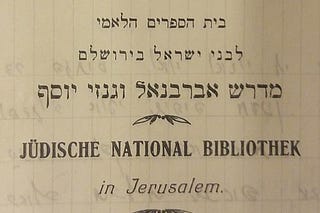 בית הספרים הלאמי
לבני ישראל בירושלם
מדרש אברבנאל וגנזי יוסף
JÜDISCHE NATIONAL BIBLIOTHEK
in Jerusalem.